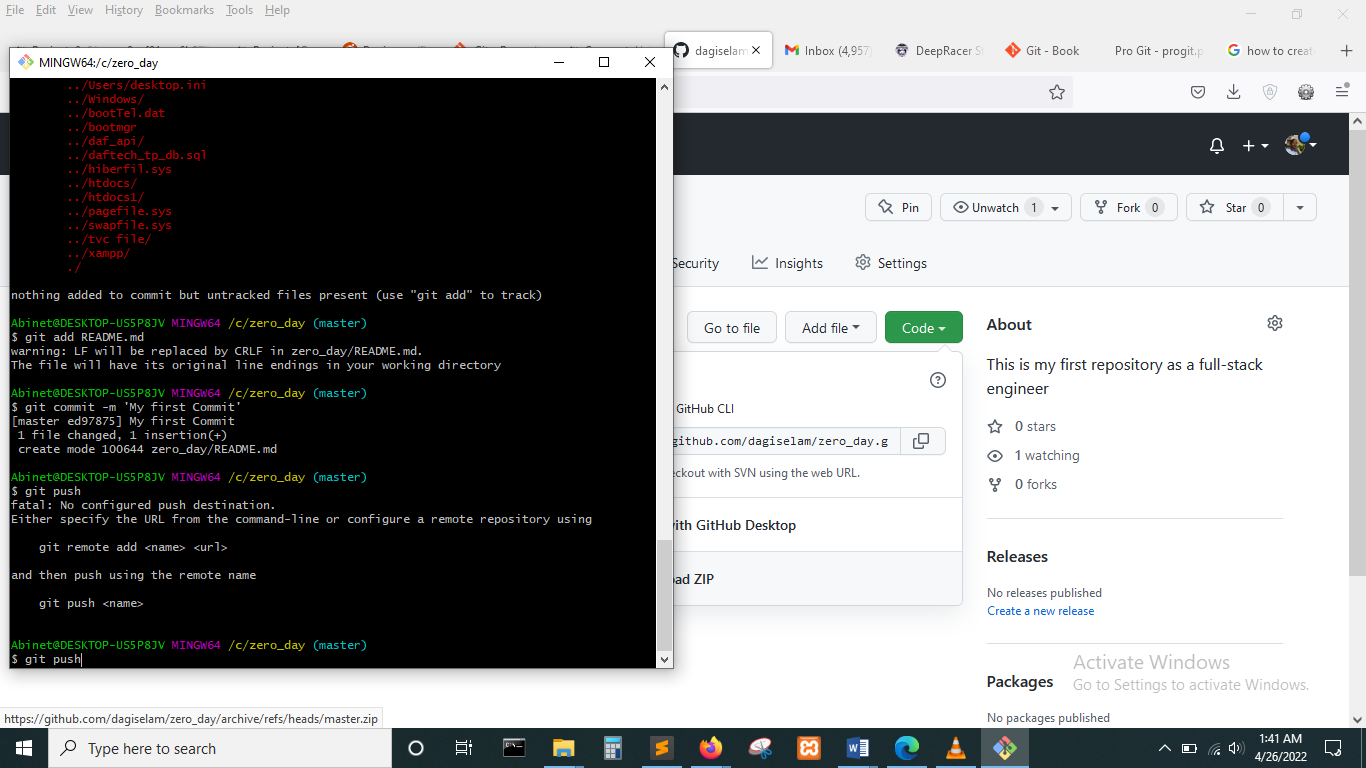 File Edit View History Bookmarks Tools Help
dagiselam
Inbox (4,957
DeepRacer S
Git - Book
Pro Git - progit.p
how to creat
MINGW64:/c/zero_day
../Users/desktop.ini
../Windows/
../bootTel.dat
../bootmgr
../daf_api/
../daftech_tp_db.sql
../hiberfil.sys
../htdocs/
../htdocs1/
../pagefile.sys
../swapfile.sys
../tvc file/
../xampp/
./
nothing added to commit but untracked files present (use "git add" to track)
Abinet@DESKTOP-US5P8JV MINGW64 /c/zero_day (master)
$ git add README.md
warning: LF will be replaced by CRLF in zero_day/README.md.
The file will have its original line endings in your working directory
Abinet@DESKTOP-US5P8JV MINGW64 /c/zero_day (master)
$ git commit -m 'My first Commit'
[master ed97875] My first Commit
1 file changed, 1 insertion(+)
create mode 100644 zero_day/README.md
Abinet@DESKTOP-US5P8JV MINGW64 /c/zero_day (master)
$ git push
fatal: No configured push destination.
Either specify the URL from the command-line or configure a remote repository using
git remote add <name> <url>
and then push using the remote name
git push <name>
Abinet@DESKTOP-US5P8JV MINGW64 /c/zero_day (master)
$ git push
Pin
Unwatch 1
Fork 0
Star 0
Security
Insights
Settings
Go to file
Add file
Code
GitHub CLI
github.com/dagiselam/zero_day.g
eckout with SVN using the web URL.
with GitHub Desktop
oad ZIP
About
This is my first repository as a full-stack
engineer
0 stars
1 watching
0 forks
Releases
No releases published
Create a new release
Packages
No packages published
Activate Windows
Go to Settings to activate Windows.
https://github.com/dagiselam/zero_day/archive/refs/heads/master.zip
Type here to search
1:41 AM
4/26/2022